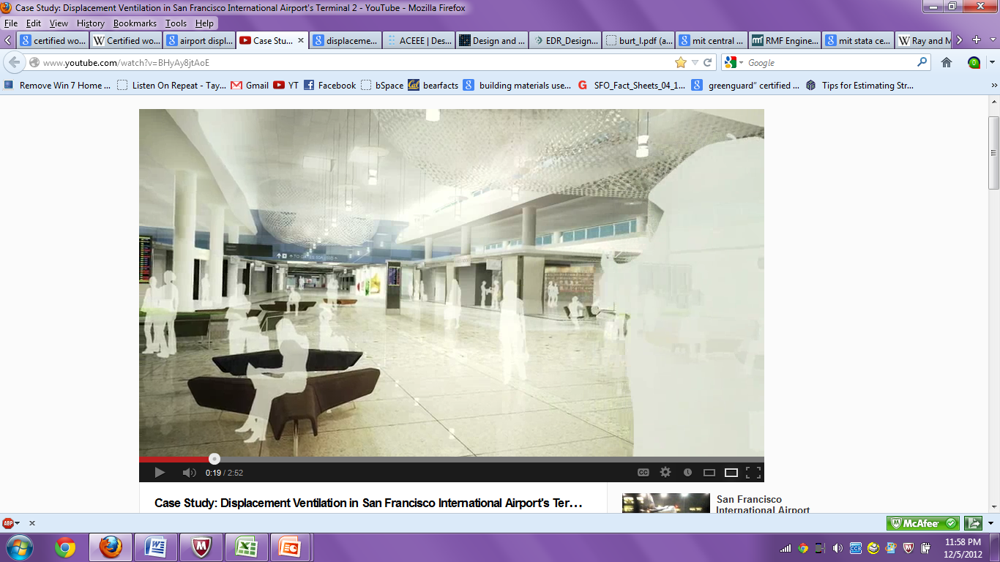 Case Study: Displacement Ventilation in San Francisco International Airport's Terminal 2 - YouTube - Mozilla Firefox
File Edit View History Bookmarks Tools Help
certified wo... Certified wo... airport displ... Case Stu... displaceme... ACEEE | Des... Design and ... EDR_Design... burt_l.pdf (a... mit central ... RMF Engine... mit stata ce... Ray and M
www.youtube.com/watch?v=BHyAy8jtAoE Google
Remove Win 7 Home ... Listen On Repeat - Tay... Gmail YT Facebook bSpace Cal bearfacts building materials use... SFO_Fact_Sheets_04_1... greenguard" certified ... Tips for Estimating Str...
TO GATES
0:19 / 2:52 CC
Case Study: Displacement Ventilation in San Francisco International Airport's Ter...
San Francisco
International Airport
ABP McAfee
11:58 PM
12/5/2012